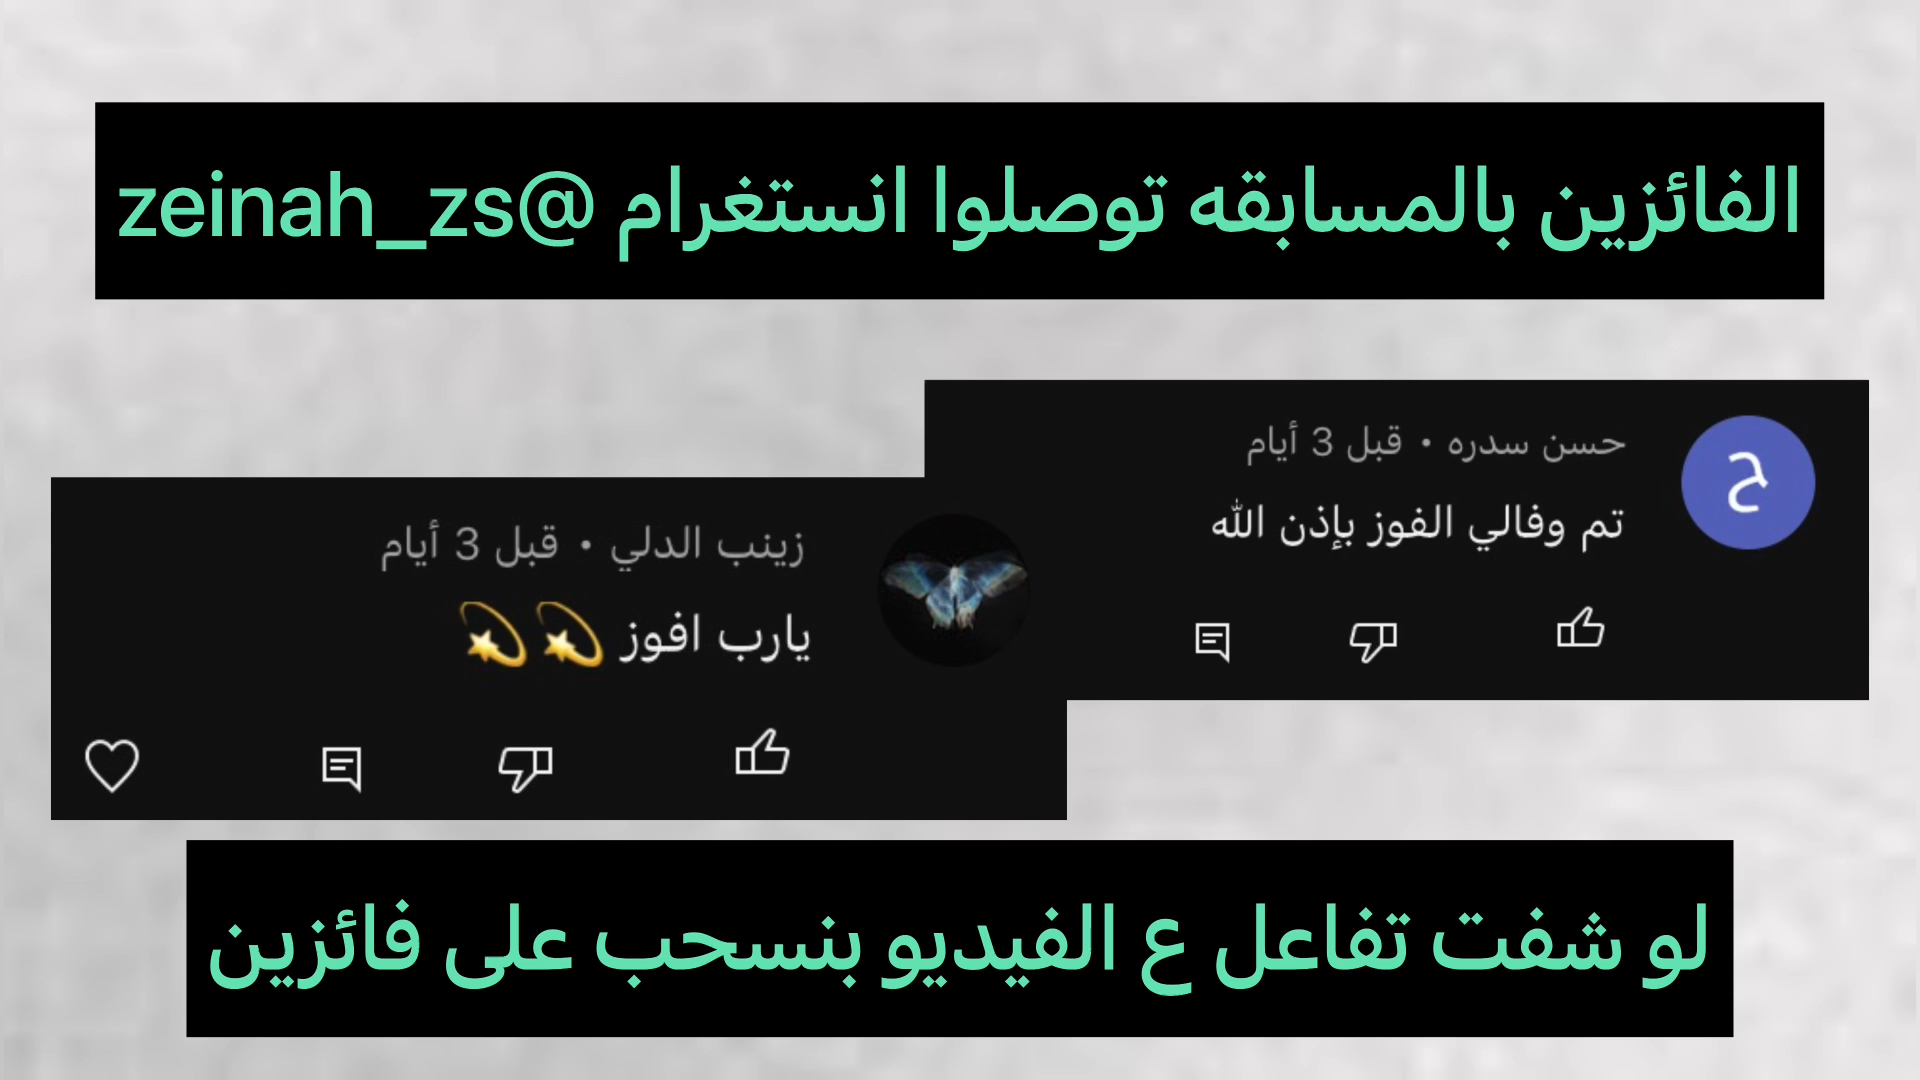 الفائزين بالمسابقه توصلوا انستغرام @zeinah_zs
حسن سدره • قبل 3 أيام
ح
تم وفالي الفوز بإذن الله
زينب الدلي • قبل 3 أيام
يارب افوز 💫💫
لو شفت تفاعل ع الفيديو بنسحب على فائزين